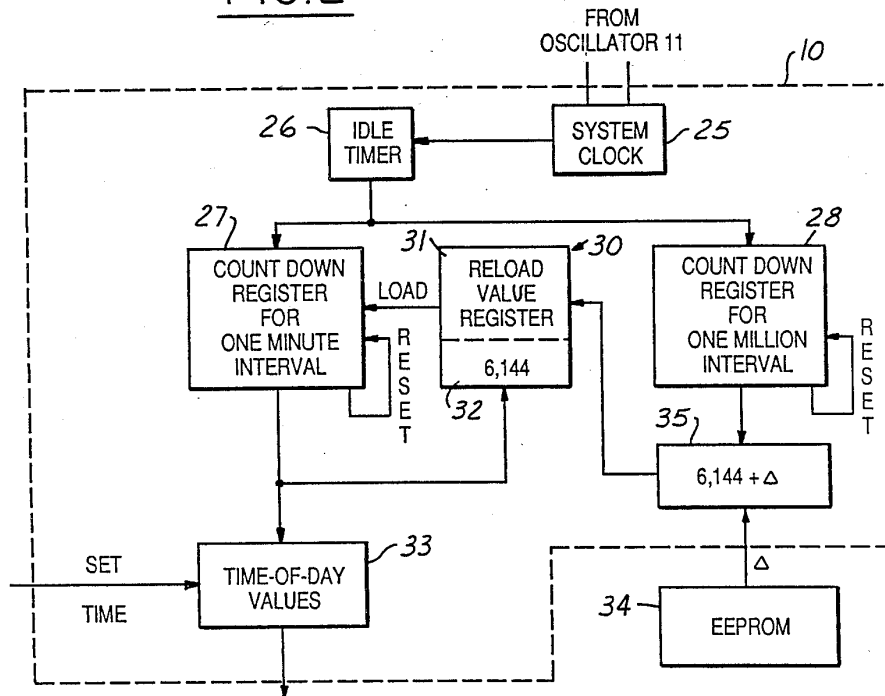 FROM
OSCILLATOR 11
10
26
IDLE
TIMER
SYSTEM
CLOCK
25
27
COUNT DOWN
REGISTER
FOR
ONE MINUTE
INTERVAL
RESET
LOAD
31
30
RELOAD
VALUE
REGISTER
6,144
32
28
COUNT DOWN
REGISTER
FOR
ONE MILLION
INTERVAL
RESET
35
6,144 + Δ
SET
TIME
33
TIME-OF-DAY
VALUES
Δ
34
EEPROM